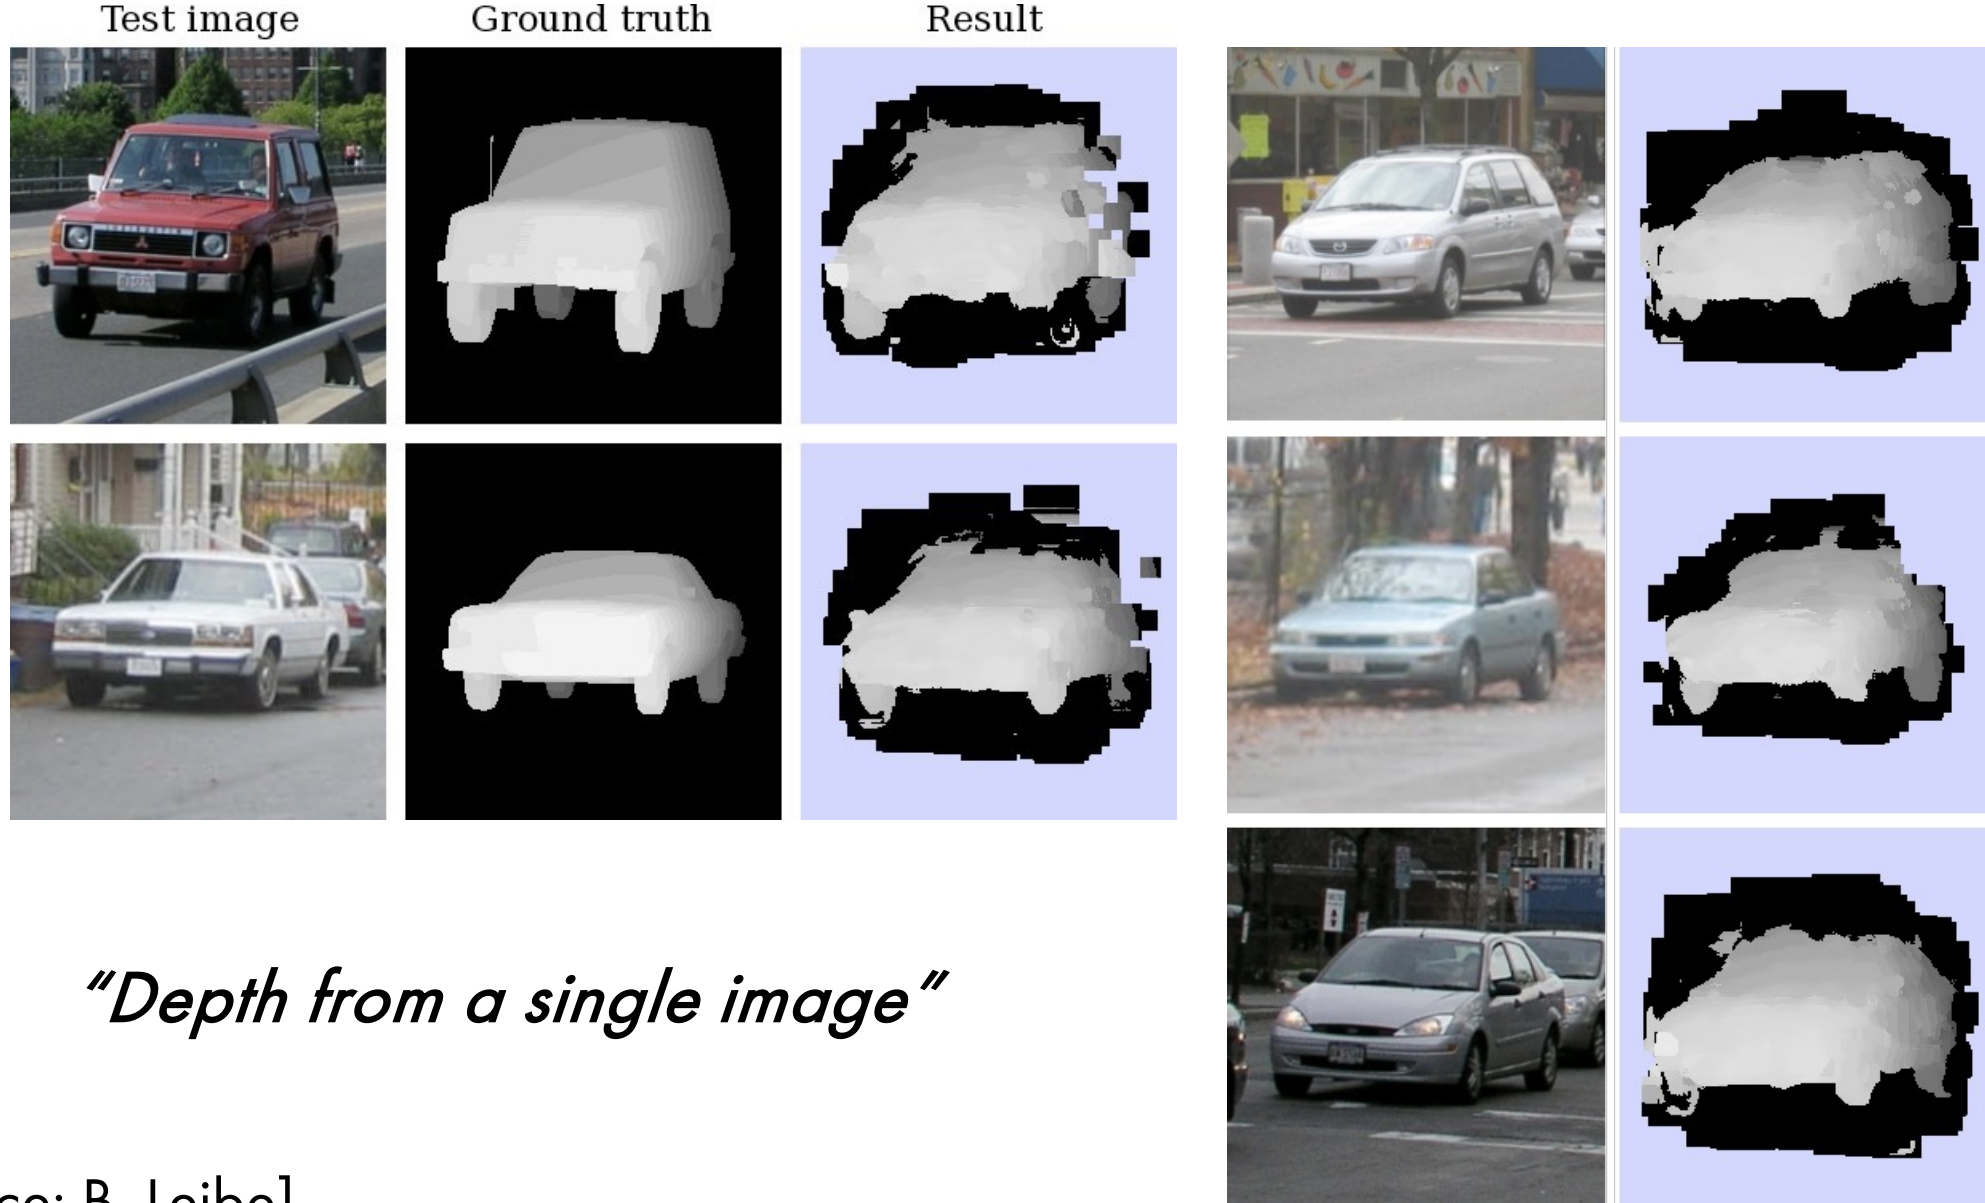 Test image
Ground truth
Result
“Depth from a single image”
B. Leibe]